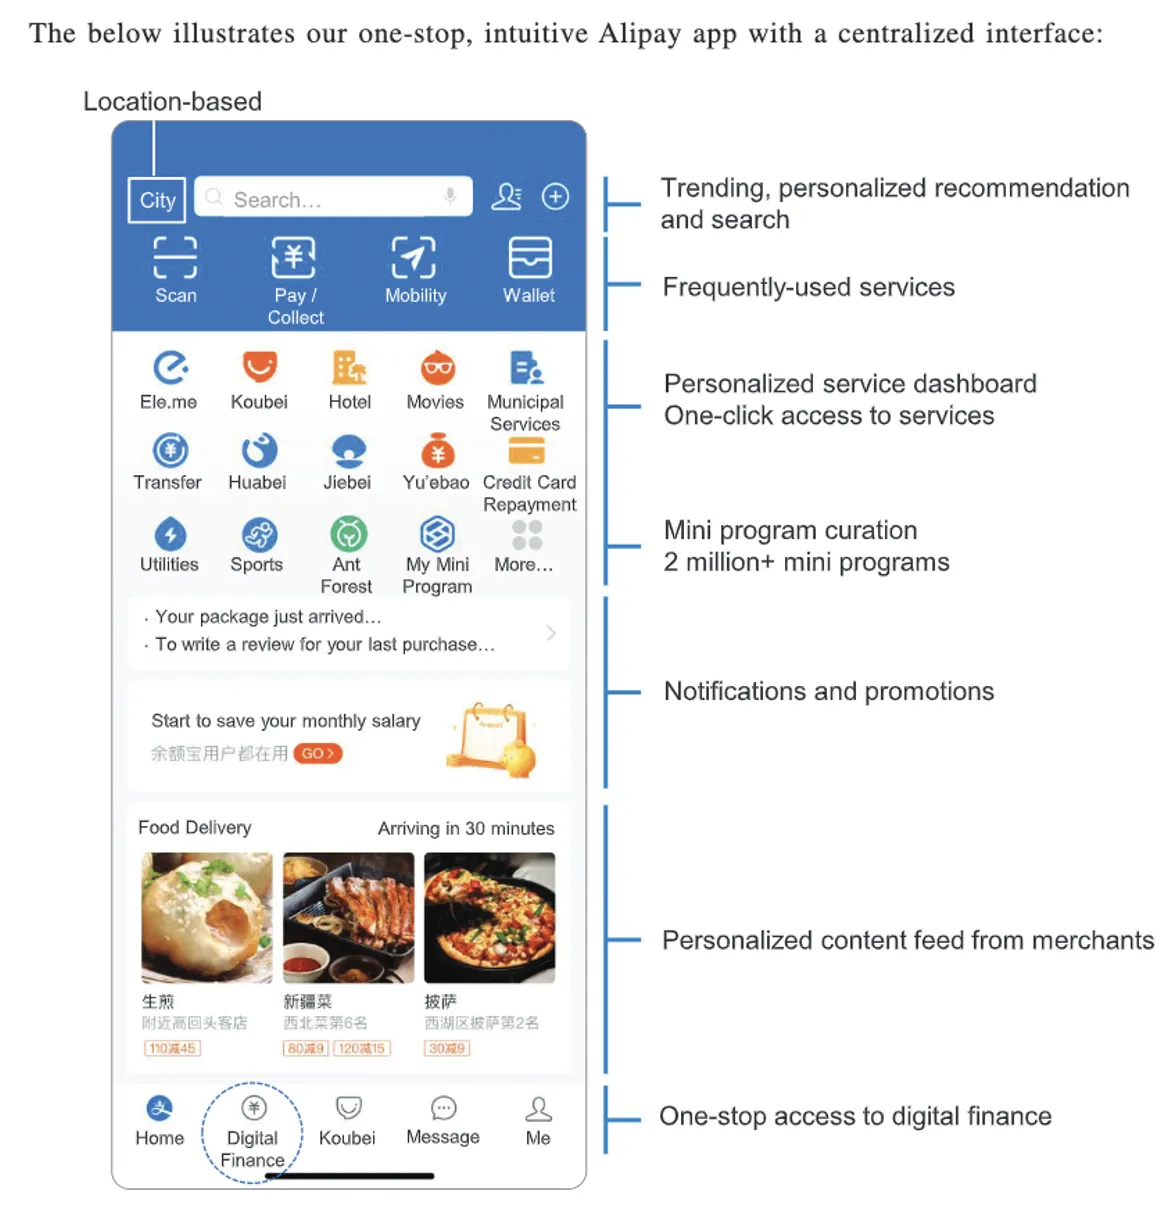 The below illustrates our one-stop, intuitive Alipay app with a centralized interface:
Location-based
City
Search...
Trending, personalized recommendation
and search
Scan
Pay /
Collect
Mobility
Wallet
Frequently-used services
Ele.me
Koubei
Hotel
Movies
Municipal
Services
Personalized service dashboard
One-click access to services
Transfer
Huabei
Jiebei
Yu'ebao
Credit Card
Repayment
Utilities
Sports
Ant
Forest
My Mini
Program
More...
Mini program curation
2 million+ mini programs
· Your package just arrived...
· To write a review for your last purchase...
Notifications and promotions
Start to save your monthly salary
余额宝用户都在用 GO >
Food Delivery
Arriving in 30 minutes
生煎
附近高回头客店
110减45
新疆菜
西北菜第6名
80减9 120减15
披萨
西湖区披萨第2名
30减9
Personalized content feed from merchants
Home
Digital
Finance
Koubei
Message
Me
One-stop access to digital finance